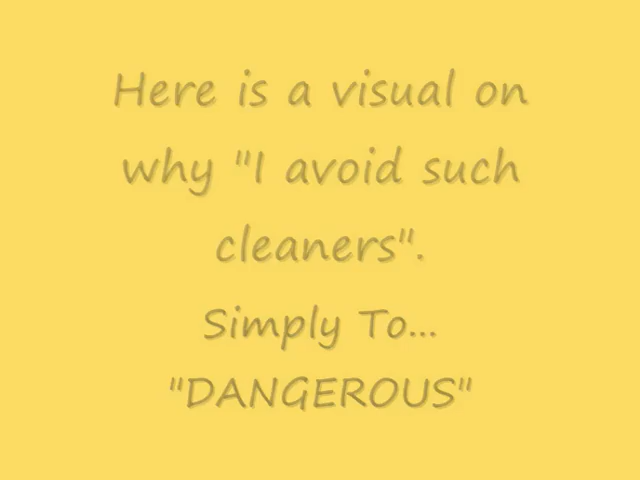 Here is a visual on
why "I avoid such
cleaners".
Simply To...
"DANGEROUS"